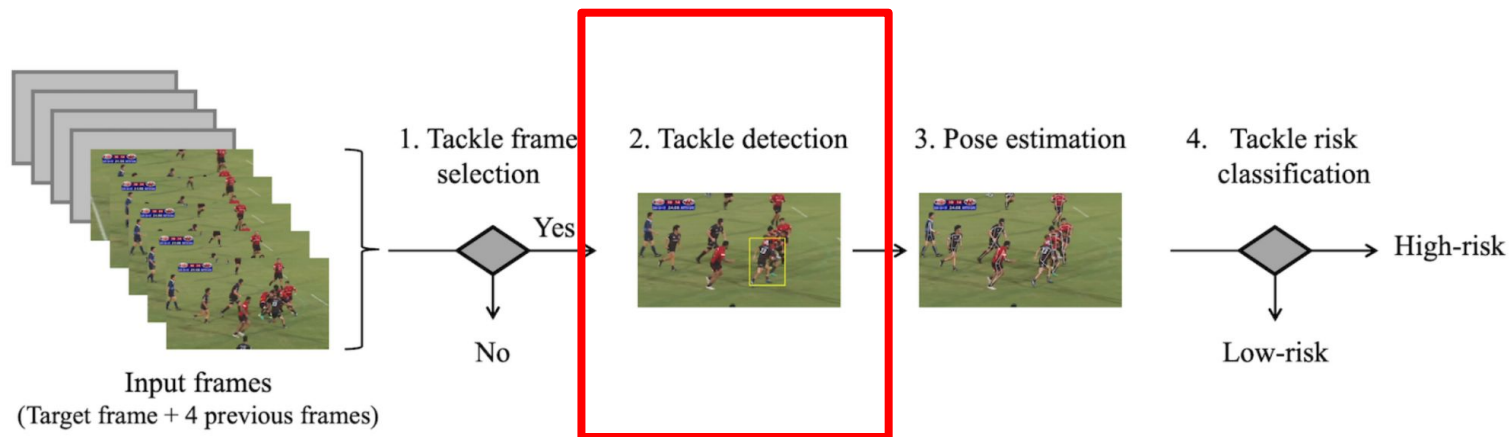 1. Tackle frame
selection
2. Tackle detection
3. Pose estimation
4. Tackle risk
classification
Yes
No
High-risk
Low-risk
Input frames
(Target frame + 4 previous frames)